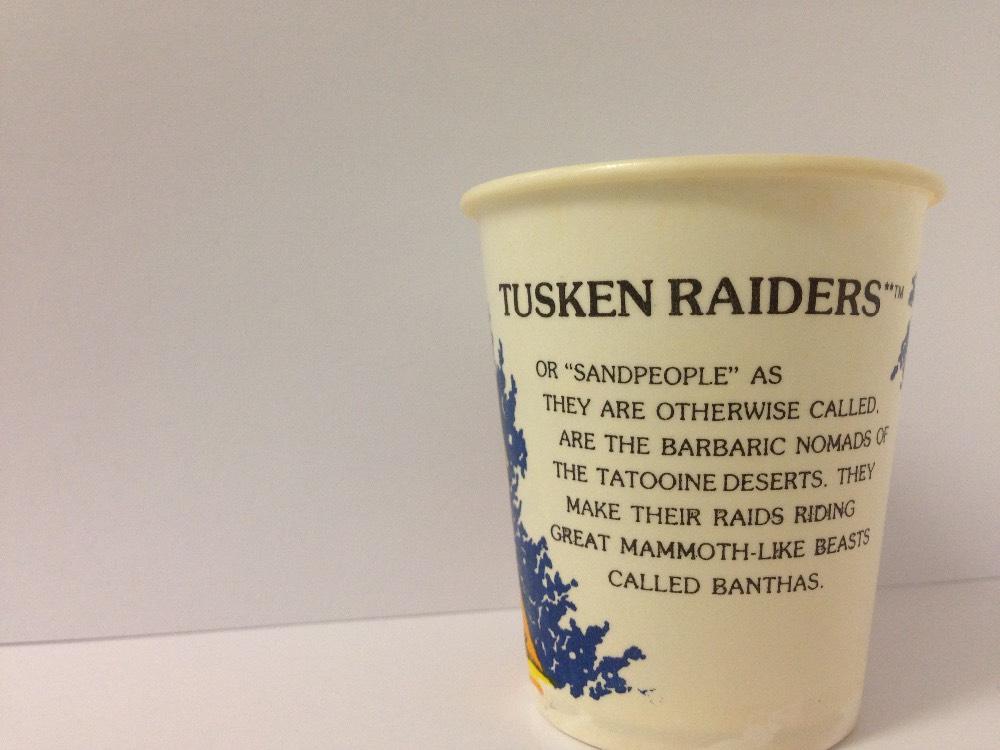 TUSKEN RAIDERS**™
OR “SANDPEOPLE” AS
THEY ARE OTHERWISE CALLED.
ARE THE BARBARIC NOMADS OF
THE TATOOINE DESERTS. THEY
MAKE THEIR RAIDS RIDING
GREAT MAMMOTH-LIKE BEASTS
CALLED BANTHAS.